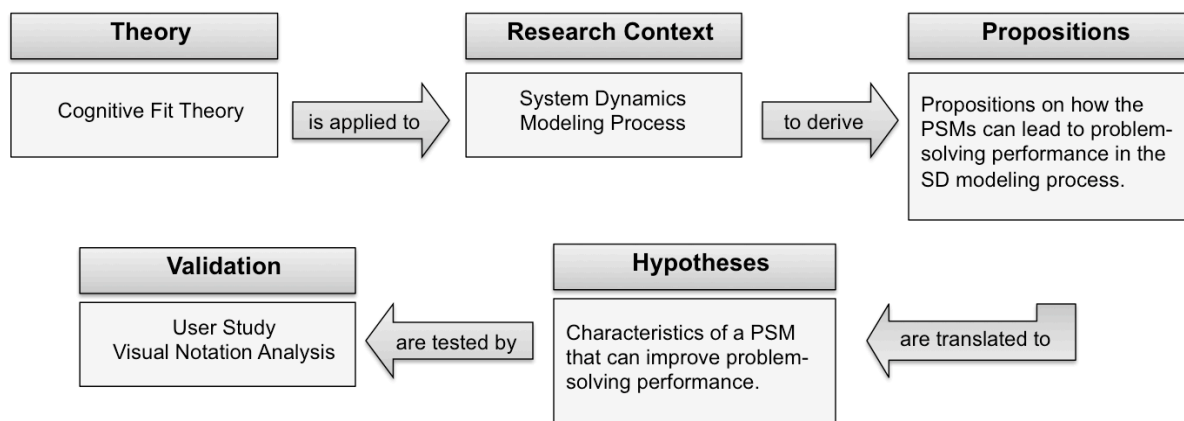 Theory
Research Context
Propositions
Cognitive Fit Theory
is applied to
System Dynamics
Modeling Process
to derive
Propositions on how the
PSMs can lead to problem-
solving performance in the
SD modeling process.
Validation
Hypotheses
User Study
Visual Notation Analysis
are tested by
Characteristics of a PSM
that can improve problem-
solving performance.
are translated to